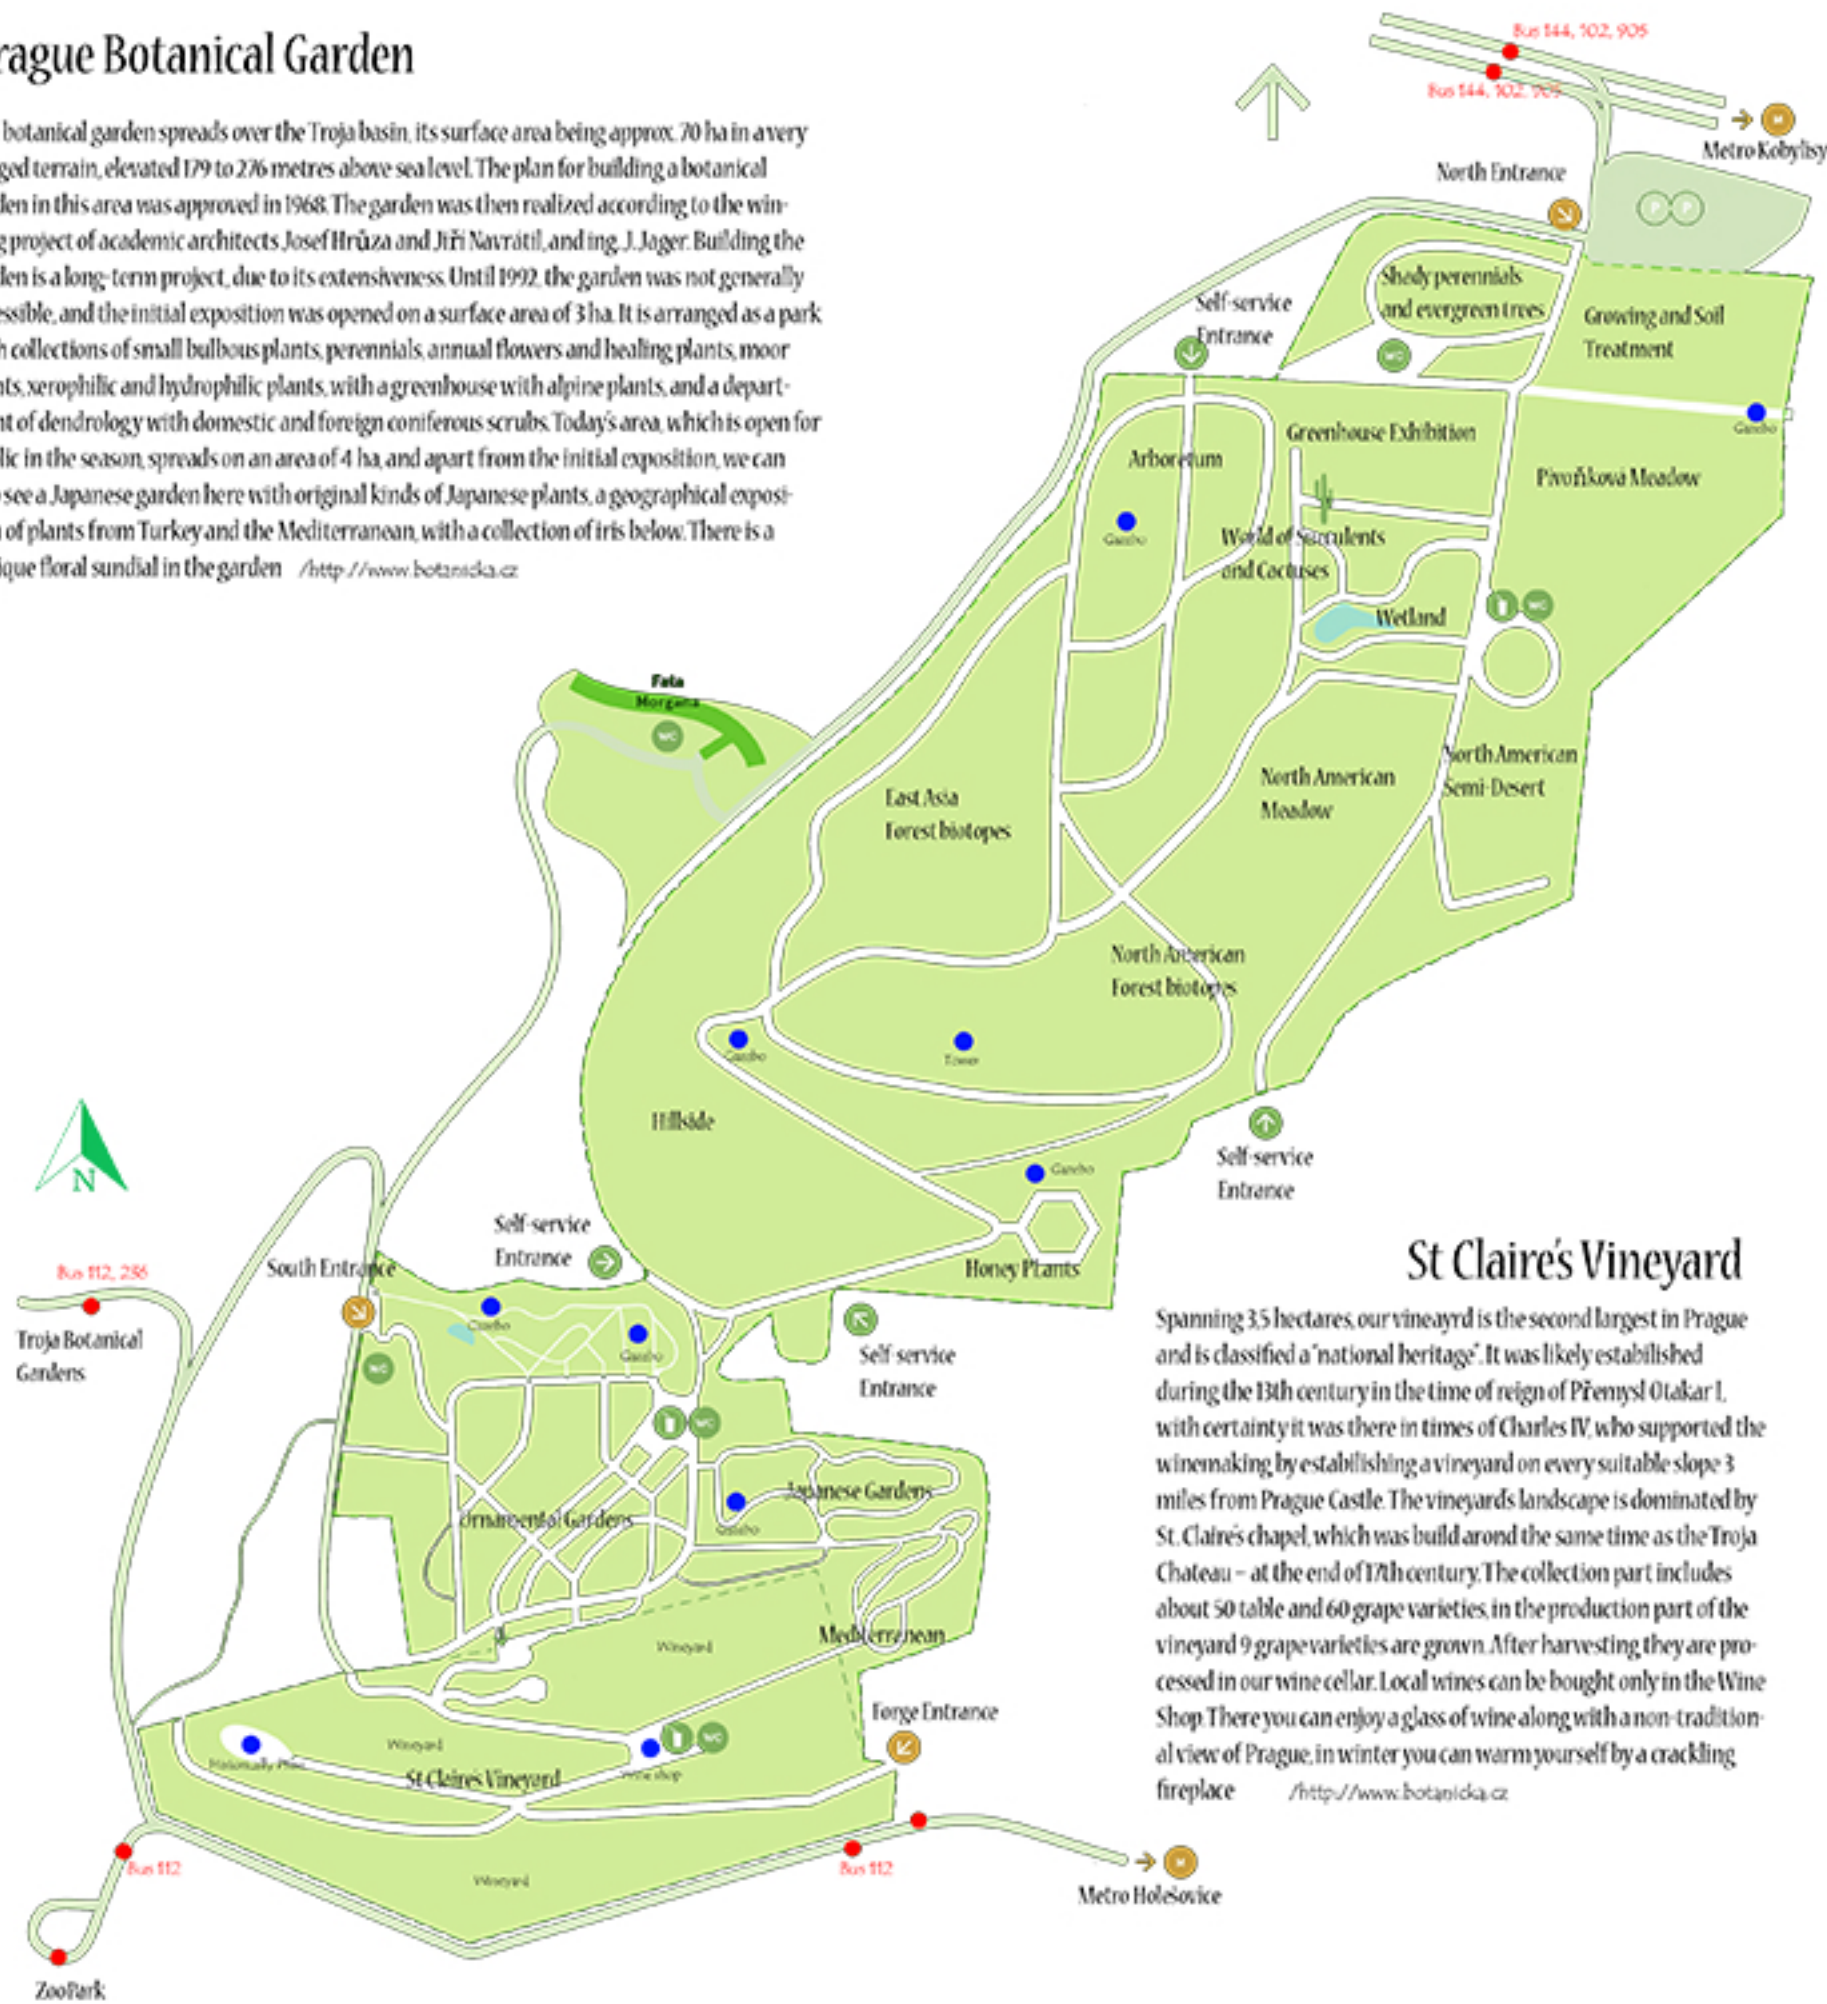 rague Botanical Garden
botanical garden spreads over the Troja basin, its surface area being approx. 70 ha in a very
ged terrain, elevated 179 to 276 metres above sea level. The plan for building a botanical
den in this area was approved in 1968. The garden was then realized according to the win-
g project of academic architects Josef Hrůza and Jiří Navrátil, and ing. J. Jager. Building the
den is a long-term project, due to its extensiveness. Until 1992, the garden was not generally
essible, and the initial exposition was opened on a surface area of 3 ha. It is arranged as a park
h collections of small bulbous plants, perennials, annual flowers and healing plants, moor
nts, xerophilic and hydrophilic plants, with a greenhouse with alpine plants, and a depart-
nt of dendrology with domestic and foreign coniferous scrubs. Today's area, which is open for
lic in the season, spreads on an area of 4 ha, and apart from the initial exposition, we can
see a Japanese garden here with original kinds of Japanese plants, a geographical exposi-
n of plants from Turkey and the Mediterranean, with a collection of iris below. There is a
ique floral sundial in the garden /http://www.botanicka.cz
Bus 144, 102, 905
Bus 144, 102, 905
M
Metro Kobylisy
North Entrance
P P
Shady perennials
and evergreen trees
Self-service
Entrance
WC
Growing and Soil
Treatment
Gazebo
Greenhouse Exhibition
Arboretum
Pivoňková Meadow
Gazebo
World of Succulents
and Cactuses
Wetland
WC
Fata
Morgana
WC
North American
Semi-Desert
North American
Meadow
East Asia
Forest biotopes
North American
Forest biotopes
Gazebo
Tower
Hillside
N
Self-service
Entrance
Gazebo
Honey Plants
Self-service
Entrance
South Entrance
Bus 112, 236
Troja Botanical
Gardens
Gazebo
Gazebo
WC
Self service
Entrance
WC
Japanese Gardens
Gazebo
Ornamental Gardens
Mediterranean
Wineyard
Forge Entrance
Wineyard
WC
Wine shop
St Claire's Vineyard
Wineyard
Bus 112
Bus 112
M
Metro Holešovice
ZooPark
St Claire's Vineyard
Spanning 3,5 hectares, our vineayrd is the second largest in Prague
and is classified a "national heritage". It was likely estabilished
during the 13th century in the time of reign of Přemysl Otakar I.
with certainty it was there in times of Charles IV, who supported the
winemaking by estabilishing a vineyard on every suitable slope 3
miles from Prague Castle. The vineyard's landscape is dominated by
St. Claire's chapel, which was build arond the same time as the Troja
Chateau – at the end of 17th century. The collection part includes
about 50 table and 60 grape varieties, in the production part of the
vineyard 9 grape varieties are grown. After harvesting they are pro-
cessed in our wine cellar. Local wines can be bought only in the Wine
Shop. There you can enjoy a glass of wine along with a non-tradition-
al view of Prague, in winter you can warm yourself by a crackling
fireplace /http://www.botanicka.cz